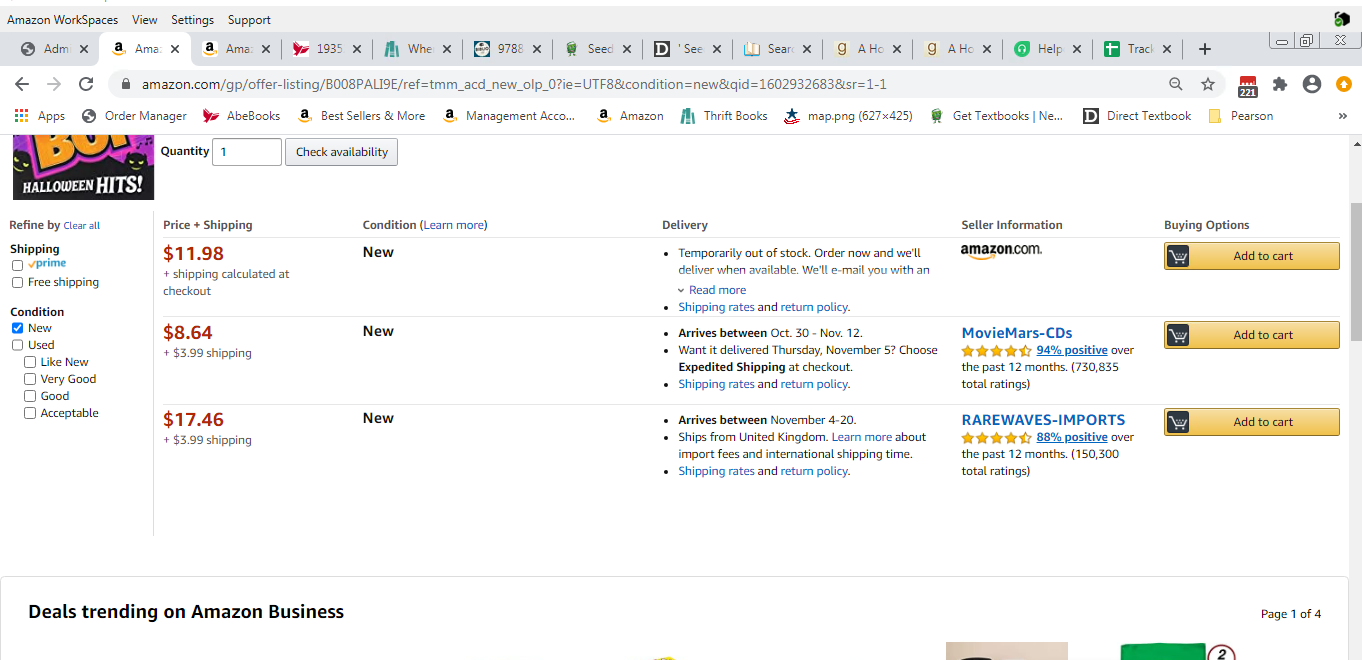 Amazon WorkSpaces View Settings Support
Adm Ama: Ama: 1935 Whe 9788 Seed 'See Sear A Ho A Ho Help Track
amazon.com/gp/offer-listing/B008PALI9E/ref=tmm_acd_new_olp_0?ie=UTF8&condition=new&qid=1602932683&sr=1-1
221
Apps Order Manager AbeBooks Best Sellers & More Management Acco... Amazon Thrift Books map.png (627×425) Get Textbooks | Ne... Direct Textbook Pearson »
HALLOWEEN HITS!
Quantity 1 Check availability
Refine by Clear all
Shipping
prime
Free shipping
Condition
New
Used
Like New
Very Good
Good
Acceptable
Price + Shipping Condition (Learn more) Delivery Seller Information Buying Options
$11.98
+ shipping calculated at
checkout
New
Temporarily out of stock. Order now and we'll
deliver when available. We'll e-mail you with an
Read more
Shipping rates and return policy.
amazon.com.
Add to cart
$8.64
+ $3.99 shipping
New
Arrives between Oct. 30 - Nov. 12.
Want it delivered Thursday, November 5? Choose
Expedited Shipping at checkout.
Shipping rates and return policy.
MovieMars-CDs
94% positive over
the past 12 months. (730,835
total ratings)
Add to cart
$17.46
+ $3.99 shipping
New
Arrives between November 4-20.
Ships from United Kingdom. Learn more about
import fees and international shipping time.
Shipping rates and return policy.
RAREWAVES-IMPORTS
88% positive over
the past 12 months. (150,300
total ratings)
Add to cart
Deals trending on Amazon Business
Page 1 of 4
2